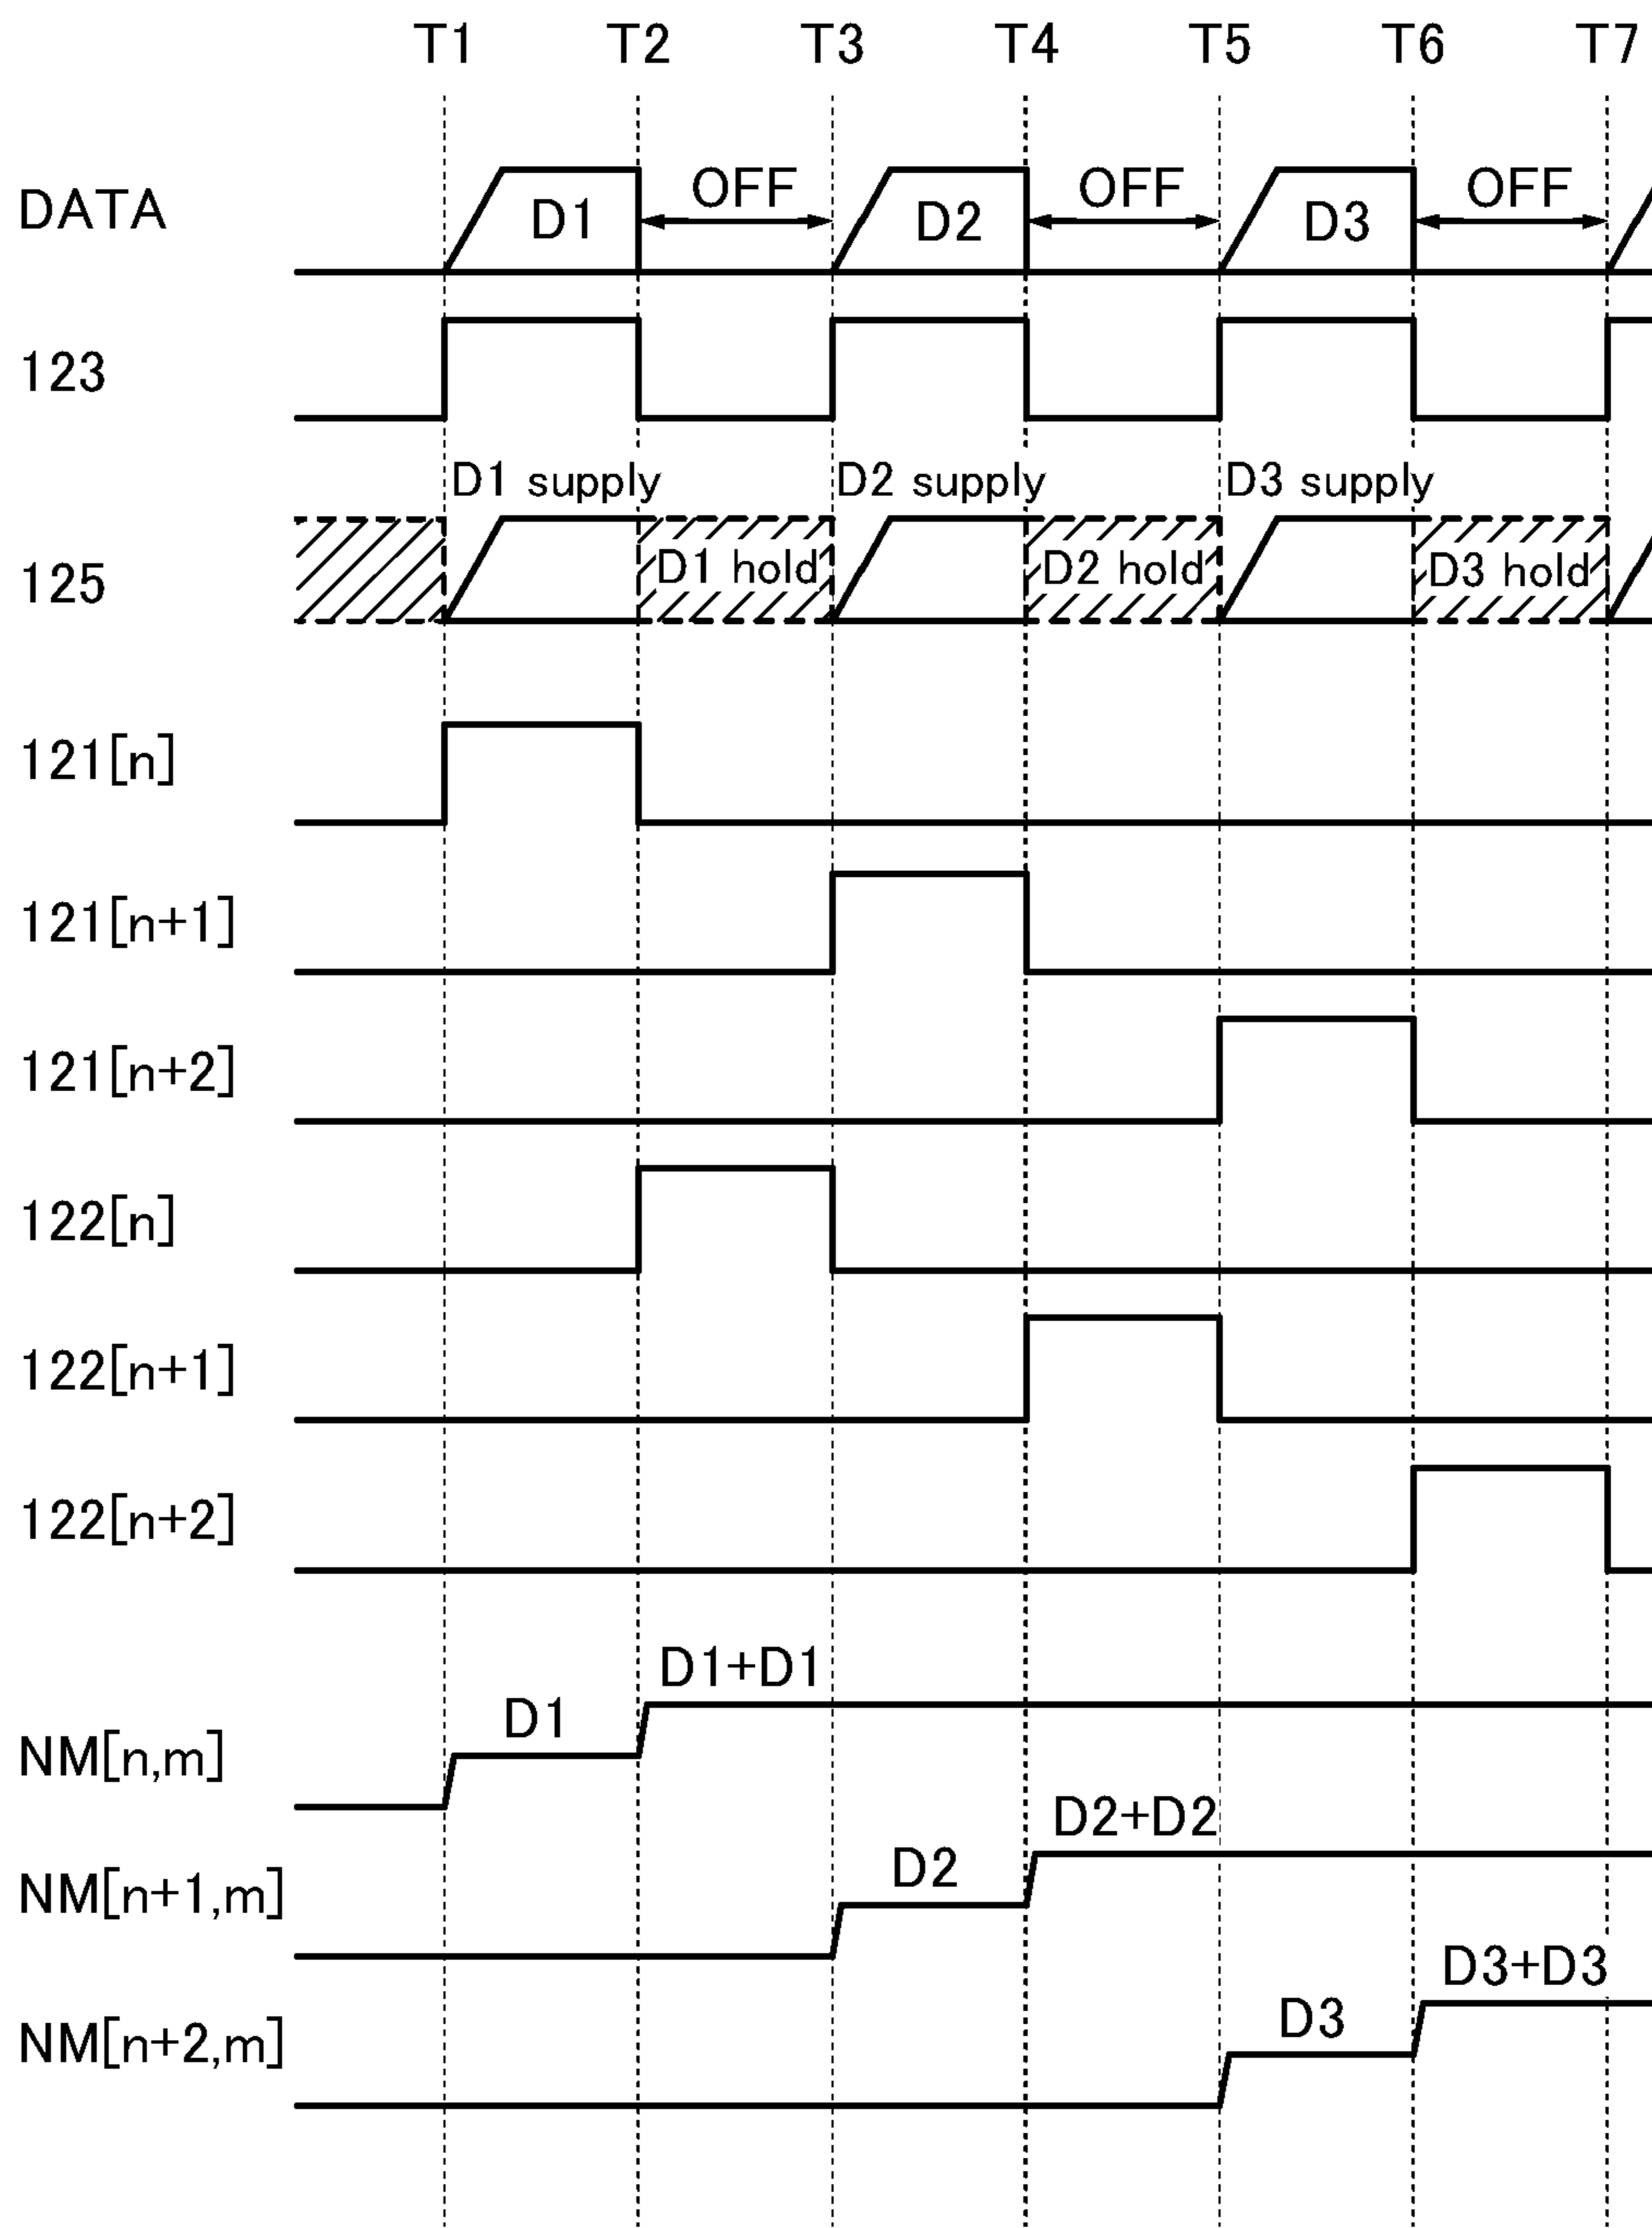 T1 T2 T3 T4 T5 T6 T7
DATA D1 OFF D2 OFF D3 OFF
123
D1 supply D2 supply D3 supply
125 D1 hold D2 hold D3 hold
121[n]
121[n+1]
121[n+2]
122[n]
122[n+1]
122[n+2]
D1+D1
D1
NM[n,m]
D2+D2
D2
NM[n+1,m]
D3+D3
D3
NM[n+2,m]